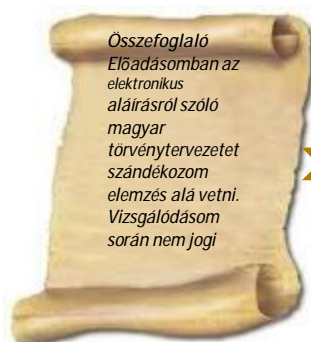 Összefoglaló
Előadásomban az
elektronikus
aláírásról szóló
magyar
törvénytervezetet
szándékozom
elemzés alá vetni.
Vizsgálódásom
során nem jogi